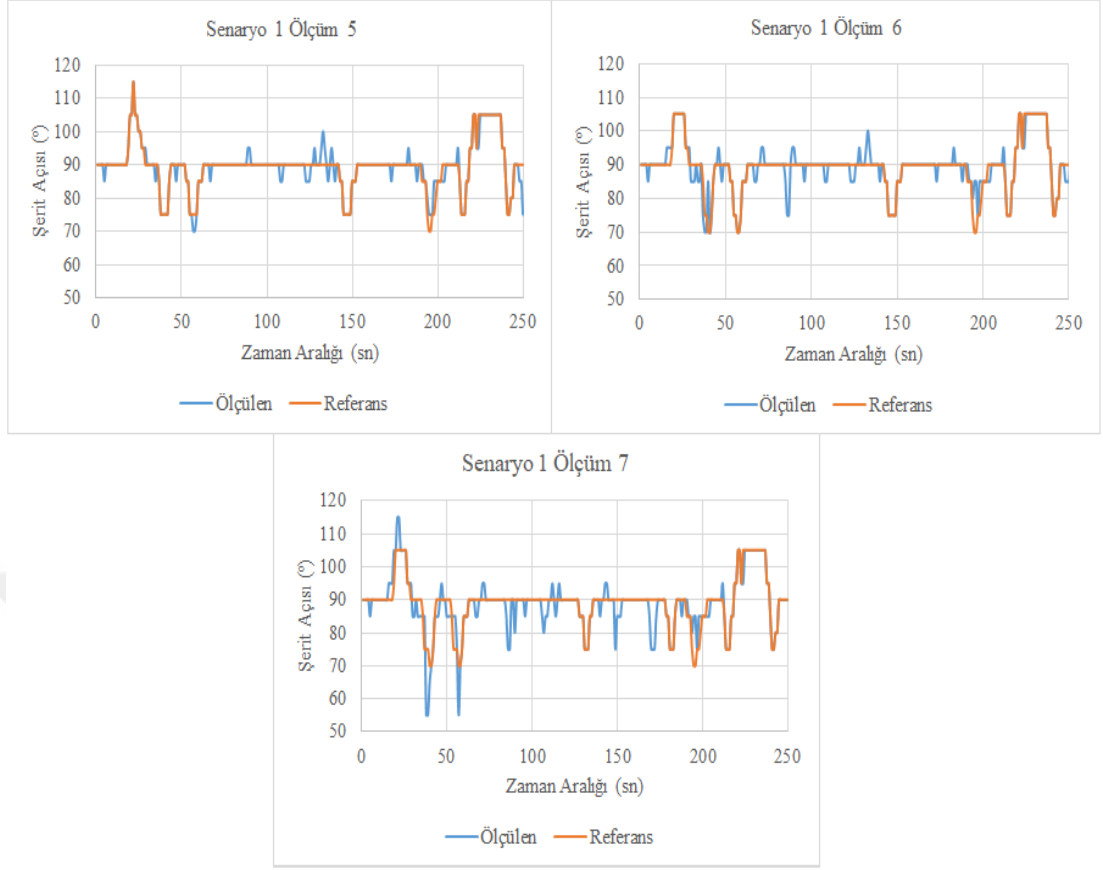 Senaryo 1 Ölçüm 5
120
110
100
90
80
70
60
50
Şerit Açısı (º)
0 50 100 150 200 250
Zaman Aralığı (sn)
Ölçülen Referans
Senaryo 1 Ölçüm 6
120
110
100
90
80
70
60
50
Şerit Açısı (º)
0 50 100 150 200 250
Zaman Aralığı (sn)
Ölçülen Referans
Senaryo 1 Ölçüm 7
120
110
100
90
80
70
60
50
Şerit Açısı (º)
0 50 100 150 200 250
Zaman Aralığı (sn)
Ölçülen Referans